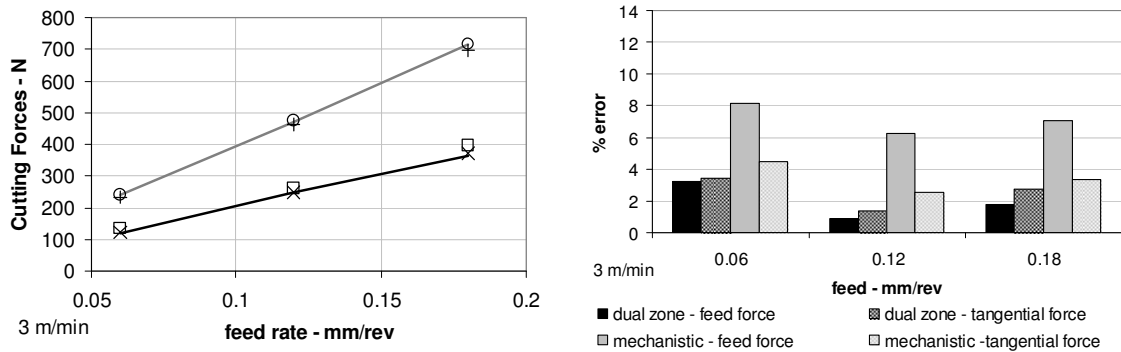 Cutting Forces - N
800
700
600
500
400
300
200
100
0
0.05 0.1 0.15 0.2
3 m/min
feed rate - mm/rev
% error
14
12
10
8
6
4
2
0
0.06 0.12 0.18
3 m/min
feed - mm/rev
dual zone - feed force dual zone - tangential force
mechanistic - feed force mechanistic -tangential force